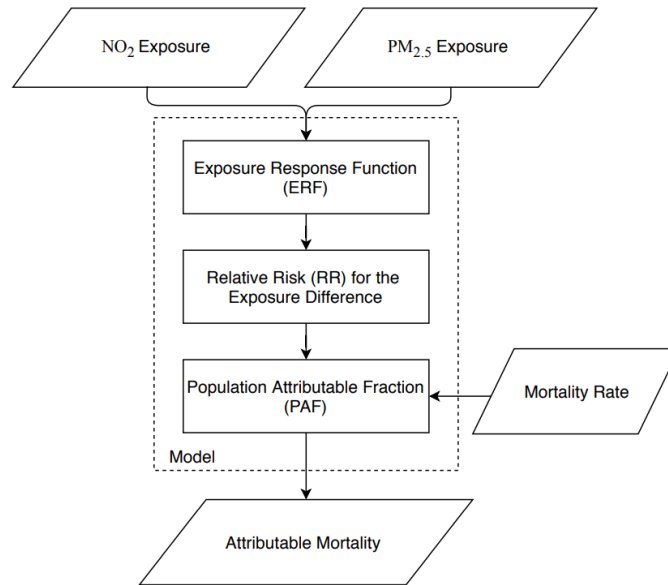 NO₂ Exposure
PM₂.₅ Exposure
Exposure Response Function
(ERF)
Relative Risk (RR) for the
Exposure Difference
Population Attributable Fraction
(PAF)
Mortality Rate
Model
Attributable Mortality